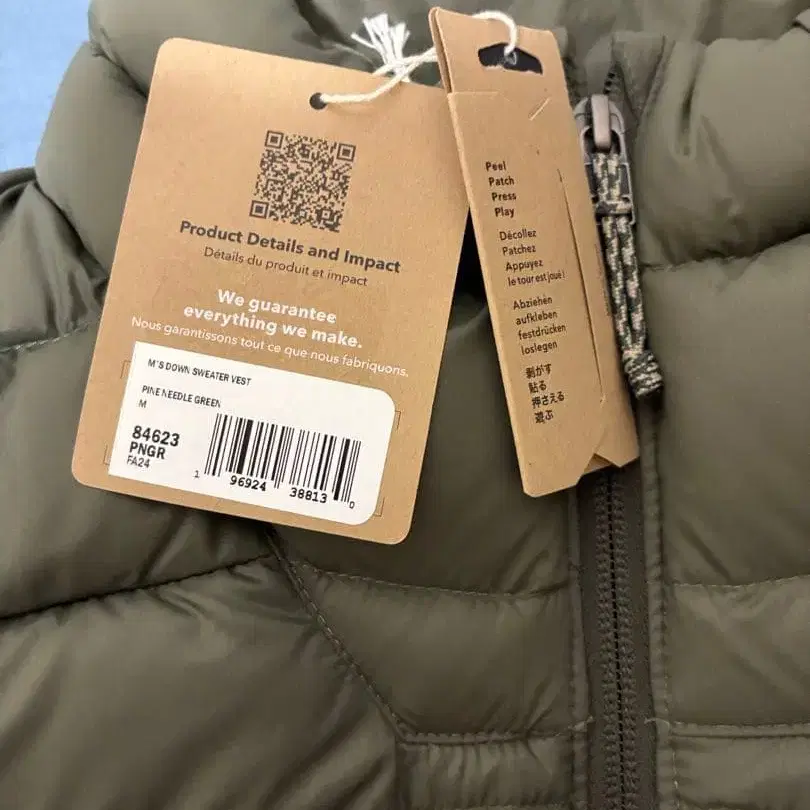 Product Details and Impact
Détails du produit et impact
We guarantee
everything we make.
Nous garantissons tout ce que nous fabriquons.
M'S DOWN SWEATER VEST
PINE NEEDLE GREEN
M
84623
PNGR
FA24
1 96924 38813 0
Peel
Patch
Press
Play
Décollez
Patchez
Appuyez
le tour est joué !
Abziehen
aufkleben
festdrücken
loslegen
剥がす
貼る
押さえる
遊ぶ